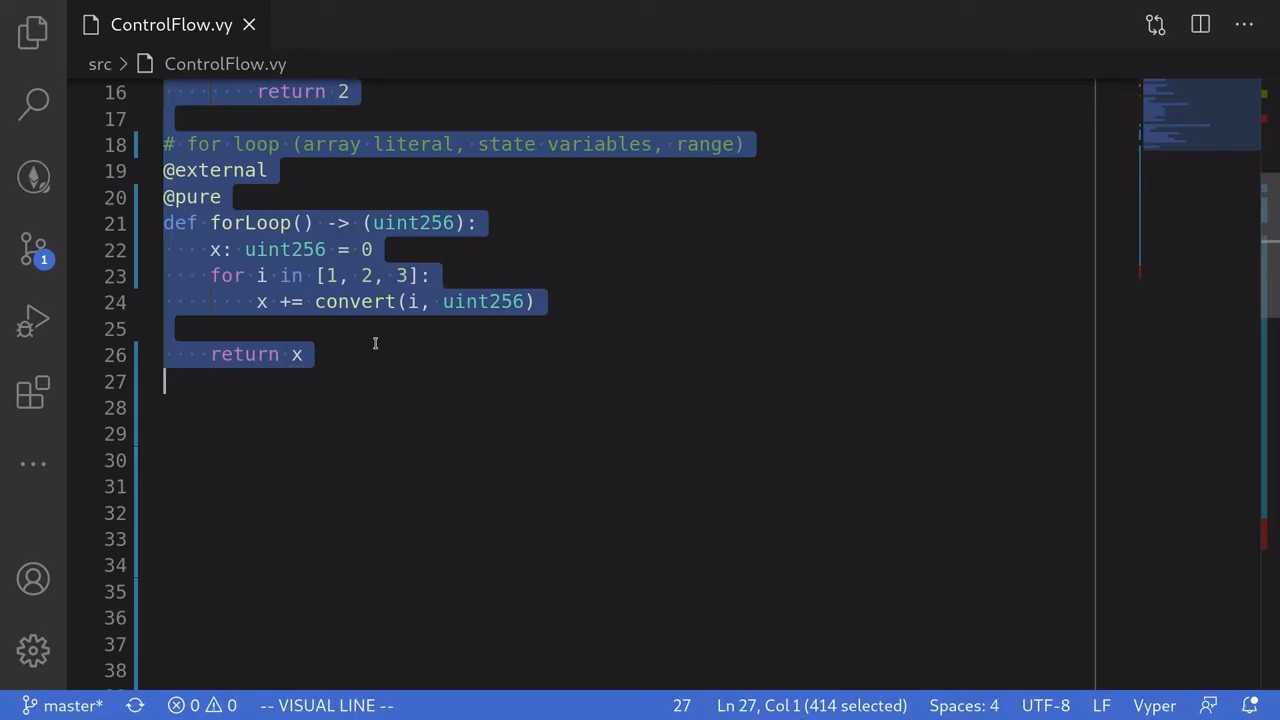 ControlFlow.vy
src > ControlFlow.vy
16 return 2
17
18 # for loop (array literal, state variables, range)
19 @external
20 @pure
21 def forLoop() -> (uint256):
22 x: uint256 = 0
23 for i in [1, 2, 3]:
24 x += convert(i, uint256)
25
26 return x
27
28
29
30
31
32
33
34
35
36
37
38
1
master* 0 0 -- VISUAL LINE -- 27 Ln 27, Col 1 (414 selected) Spaces: 4 UTF-8 LF Vyper